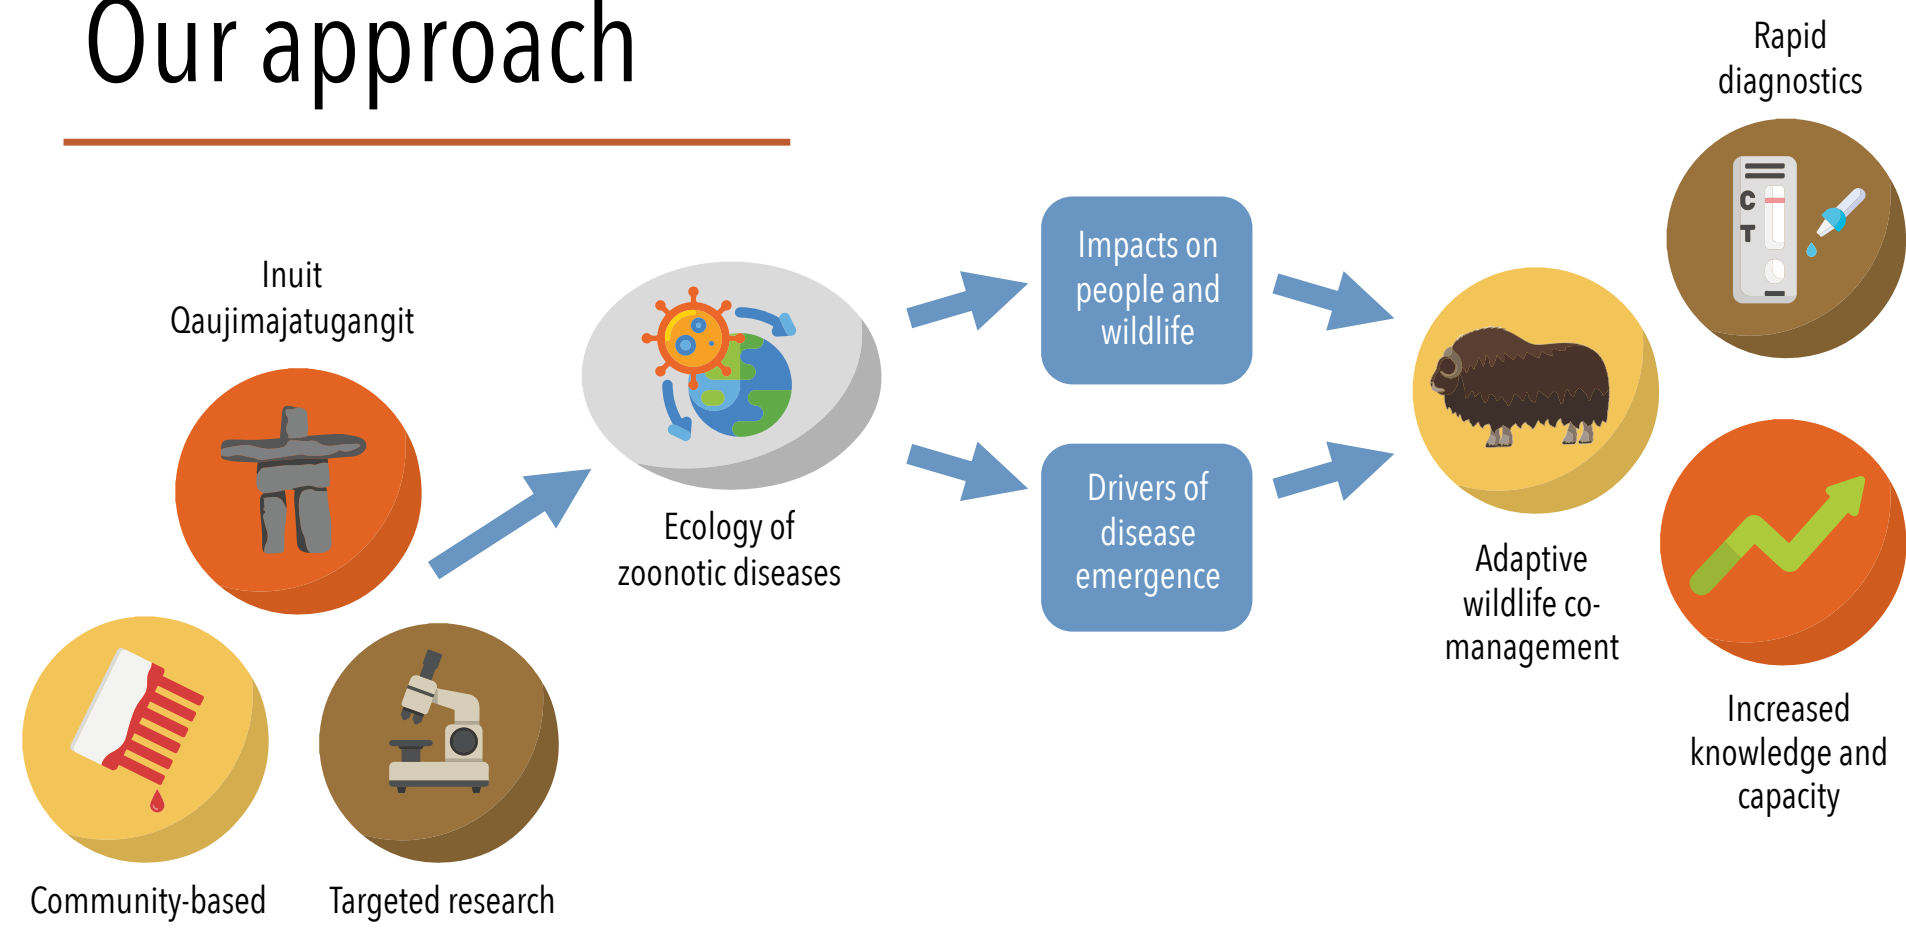 Our approach
Inuit
Qaujimajatugangit
Community-based
Targeted research
Ecology of
zoonotic diseases
Impacts on
people and
wildlife
Drivers of
disease
emergence
Adaptive
wildlife co-
management
Rapid
diagnostics
C
T
Increased
knowledge and
capacity